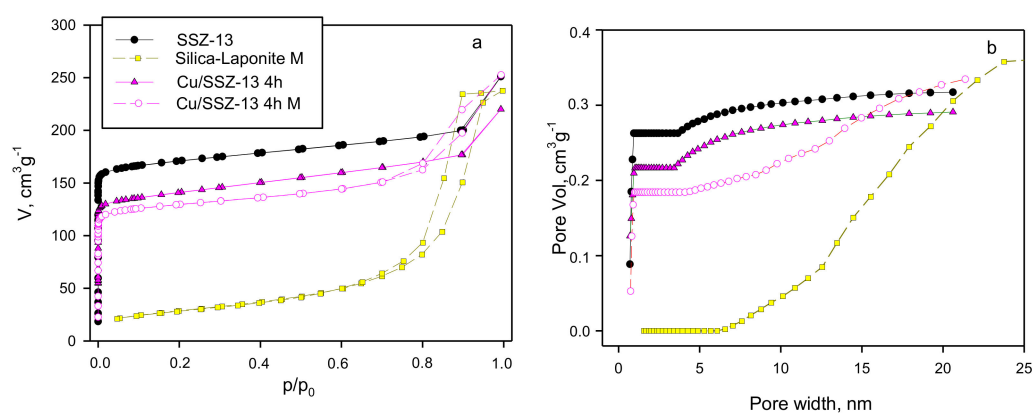 300
250
200
150
100
50
0
V, cm3g-1
SSZ-13
Silica-Laponite M
Cu/SSZ-13 4h
Cu/SSZ-13 4h M
a
0.0 0.2 0.4 0.6 0.8 1.0
p/p0
0.4
0.3
0.2
0.1
0.0
Pore Vol, cm3g-1
b
0 5 10 15 20 25
Pore width, nm